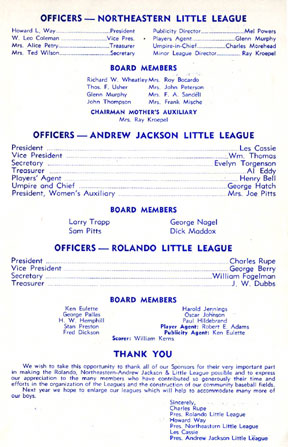 OFFICERS — NORTHEASTERN LITTLE LEAGUE
Howard L. Way President Publicity Director Mel Powers
W. Leo Coleman Vice Pres. Players Agent Glenn Murphy
Mrs. Alice Petry Treasurer Umpire-in-Chief Charles Morehead
Mrs. Ted Wilson Secretary Minor League Director Ray Kroepel
BOARD MEMBERS
Richard W. Wheatley Mrs. Roy Bocardo
Thos. F. Usher Mrs. John Peterson
Glenn Murphy Mrs. F. A. Sandell
John Thompson Mrs. Frank Mische
CHAIRMAN MOTHER'S AUXILIARY
Mrs. Ray Kroepel
OFFICERS — ANDREW JACKSON LITTLE LEAGUE
President Les Cassie
Vice President Wm. Thomas
Secretary Evelyn Torgenson
Treasurer Al Eddy
Players' Agent Henry Bell
Umpire and Chief George Hatch
President, Women's Auxiliary Mrs. Joe Pitts
BOARD MEMBERS
Larry Trapp George Nagel
Sam Pitts Dick Maddox
OFFICERS — ROLANDO LITTLE LEAGUE
President Charles Rupe
Vice President George Berry
Secretary William Fogelman
Treasurer J. W. Dubbs
BOARD MEMBERS
Ken Eulette Harold Jennings
George Pallas Oscar Johnson
H. W. Hemphill Paul Hildebrand
Stan Preston Player Agent: Robert E. Adams
Fred Dickson Publicity Agent: Ken Eulette
Scorer: William Kerns
THANK YOU
We wish to take this opportunity to thank all of our Sponsors for their very important
part in making the Rolando, Northeastern-Andrew Jackson & Little League possible and to express
our appreciation to the many members who have contributed so generously their time and
efforts in the organization of the Leagues and the construction of our community baseball fields.
Next year we hope to enlarge our leagues which will help to accommodate many more of
our boys.
Sincerely,
Charles Rupe
Pres. Rolando Little League
Howard Way
Pres. Northeastern Little League
Les Cassie
Pres. Andrew Jackson Little League